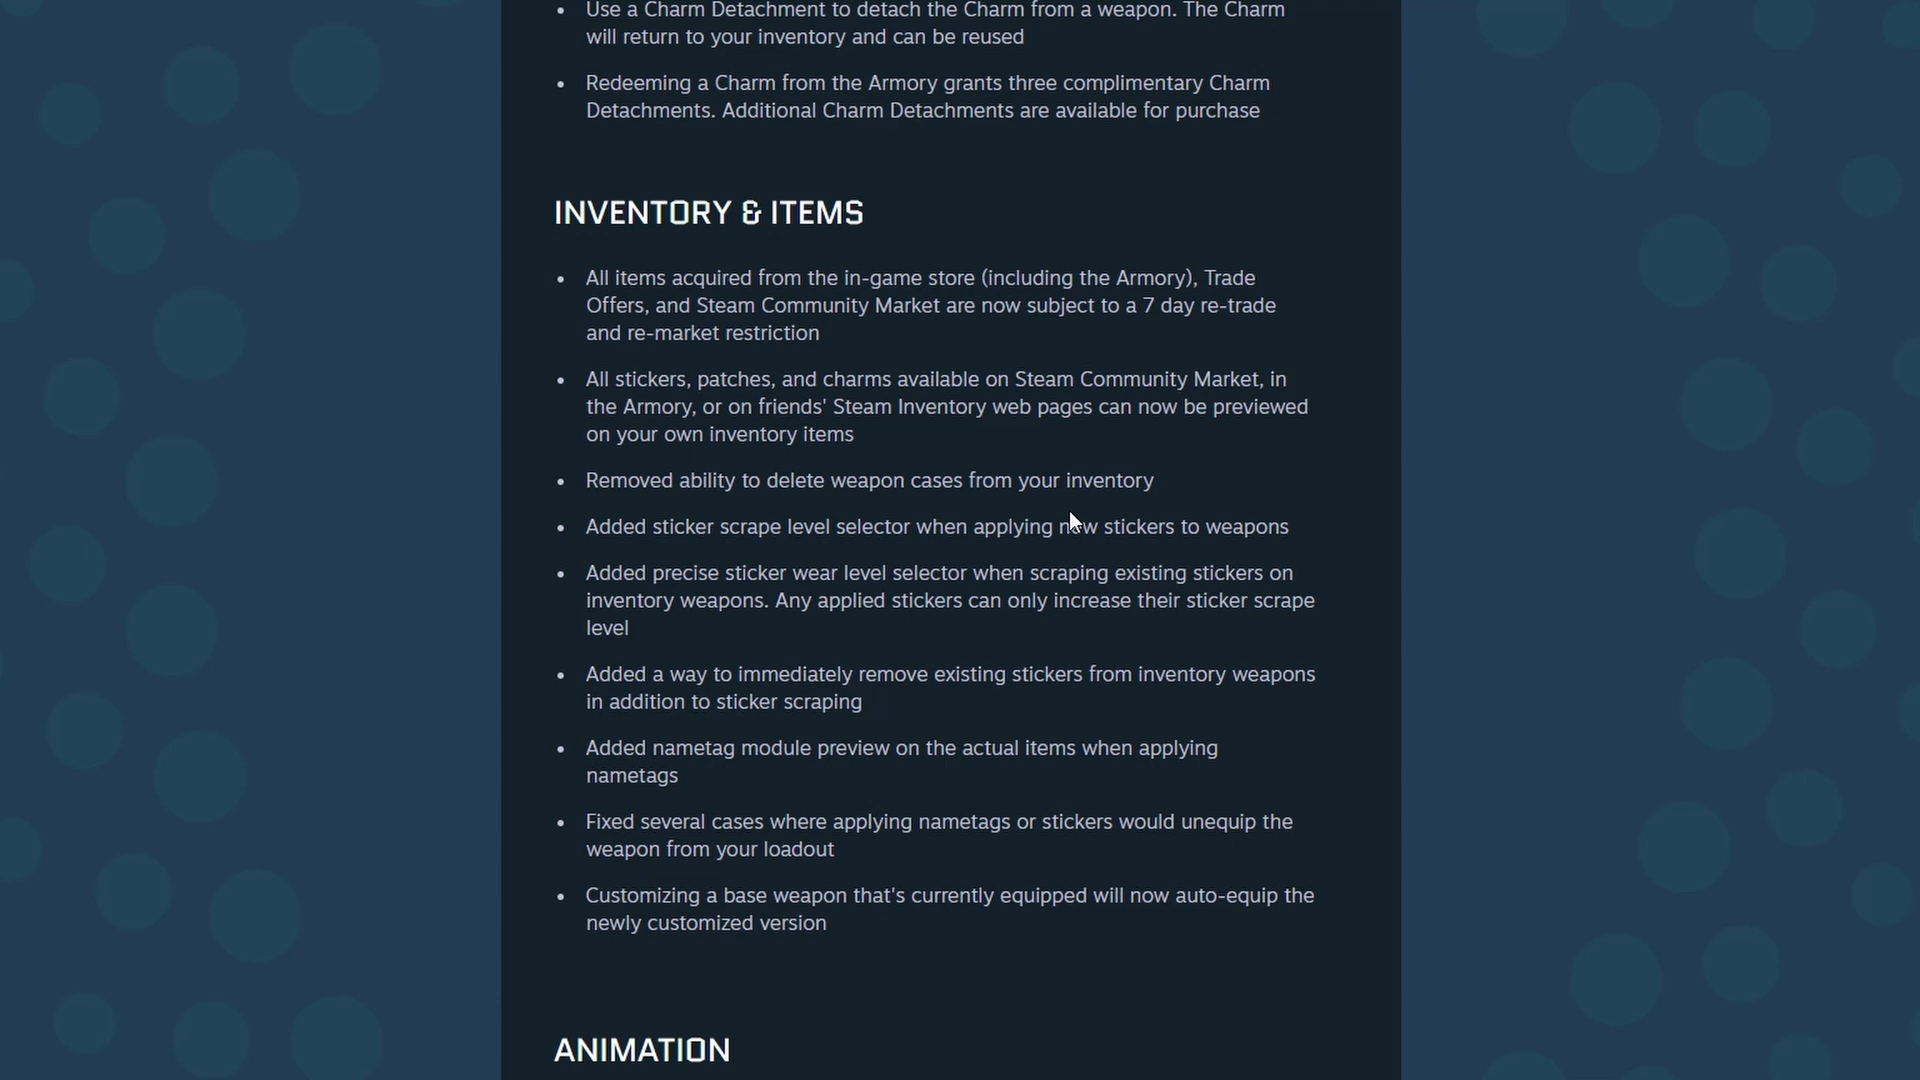 Use a Charm Detachment to detach the Charm from a weapon. The Charm
will return to your inventory and can be reused
Redeeming a Charm from the Armory grants three complimentary Charm
Detachments. Additional Charm Detachments are available for purchase
INVENTORY & ITEMS
All items acquired from the in-game store (including the Armory), Trade
Offers, and Steam Community Market are now subject to a 7 day re-trade
and re-market restriction
All stickers, patches, and charms available on Steam Community Market, in
the Armory, or on friends' Steam Inventory web pages can now be previewed
on your own inventory items
Removed ability to delete weapon cases from your inventory
Added sticker scrape level selector when applying new stickers to weapons
Added precise sticker wear level selector when scraping existing stickers on
inventory weapons. Any applied stickers can only increase their sticker scrape
level
Added a way to immediately remove existing stickers from inventory weapons
in addition to sticker scraping
Added nametag module preview on the actual items when applying
nametags
Fixed several cases where applying nametags or stickers would unequip the
weapon from your loadout
Customizing a base weapon that's currently equipped will now auto-equip the
newly customized version
ANIMATION